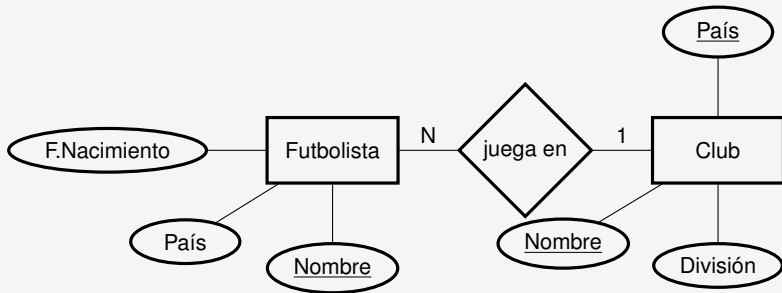 País
F.Nacimiento
Futbolista
N
juega en
1
Club
País
Nombre
Nombre
División